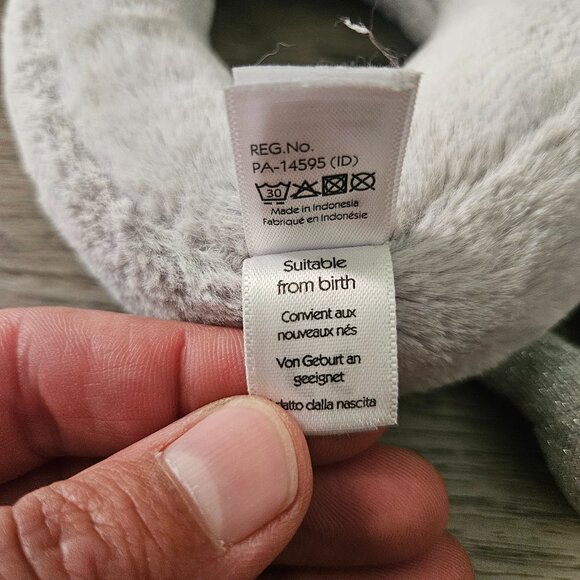 REG.No.
PA-14595 (ID)
30
Made in Indonesia
Fabriqué en Indonésie
Suitable
from birth
Convient aux
nouveaux nés
Von Geburt an
geeignet
dalla nascita